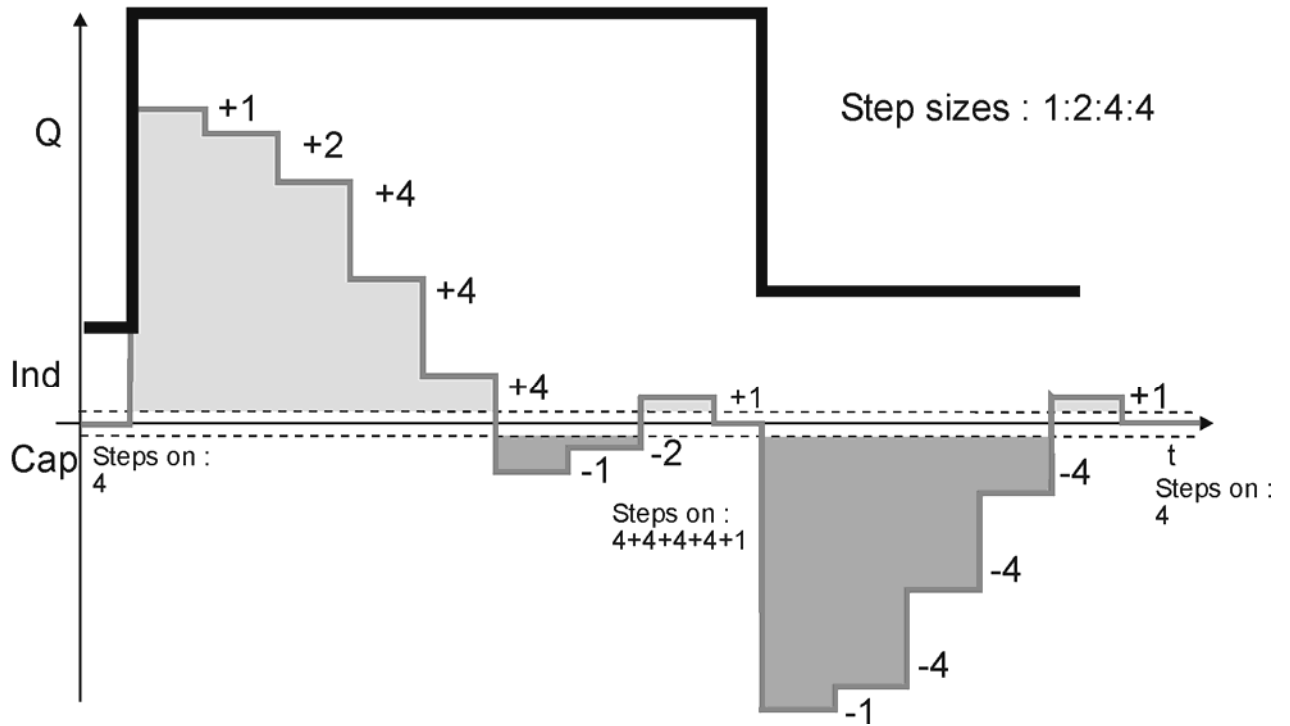 Q
+1
Step sizes : 1:2:4:4
+2
+4
+4
Ind
+4
+1
+1
Cap
Steps on :
4
-1
-2
-4
t
Steps on :
4
Steps on :
4+4+4+4+1
-4
-4
-1